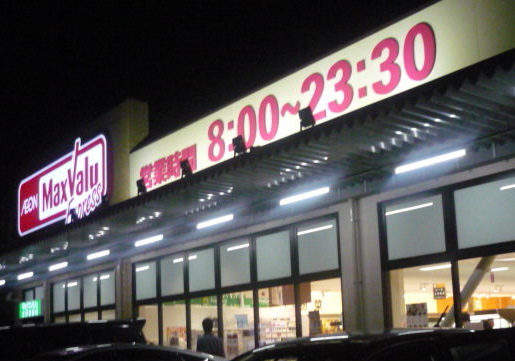 営業時間 8:00~23:30
AEON MaxValu
Express